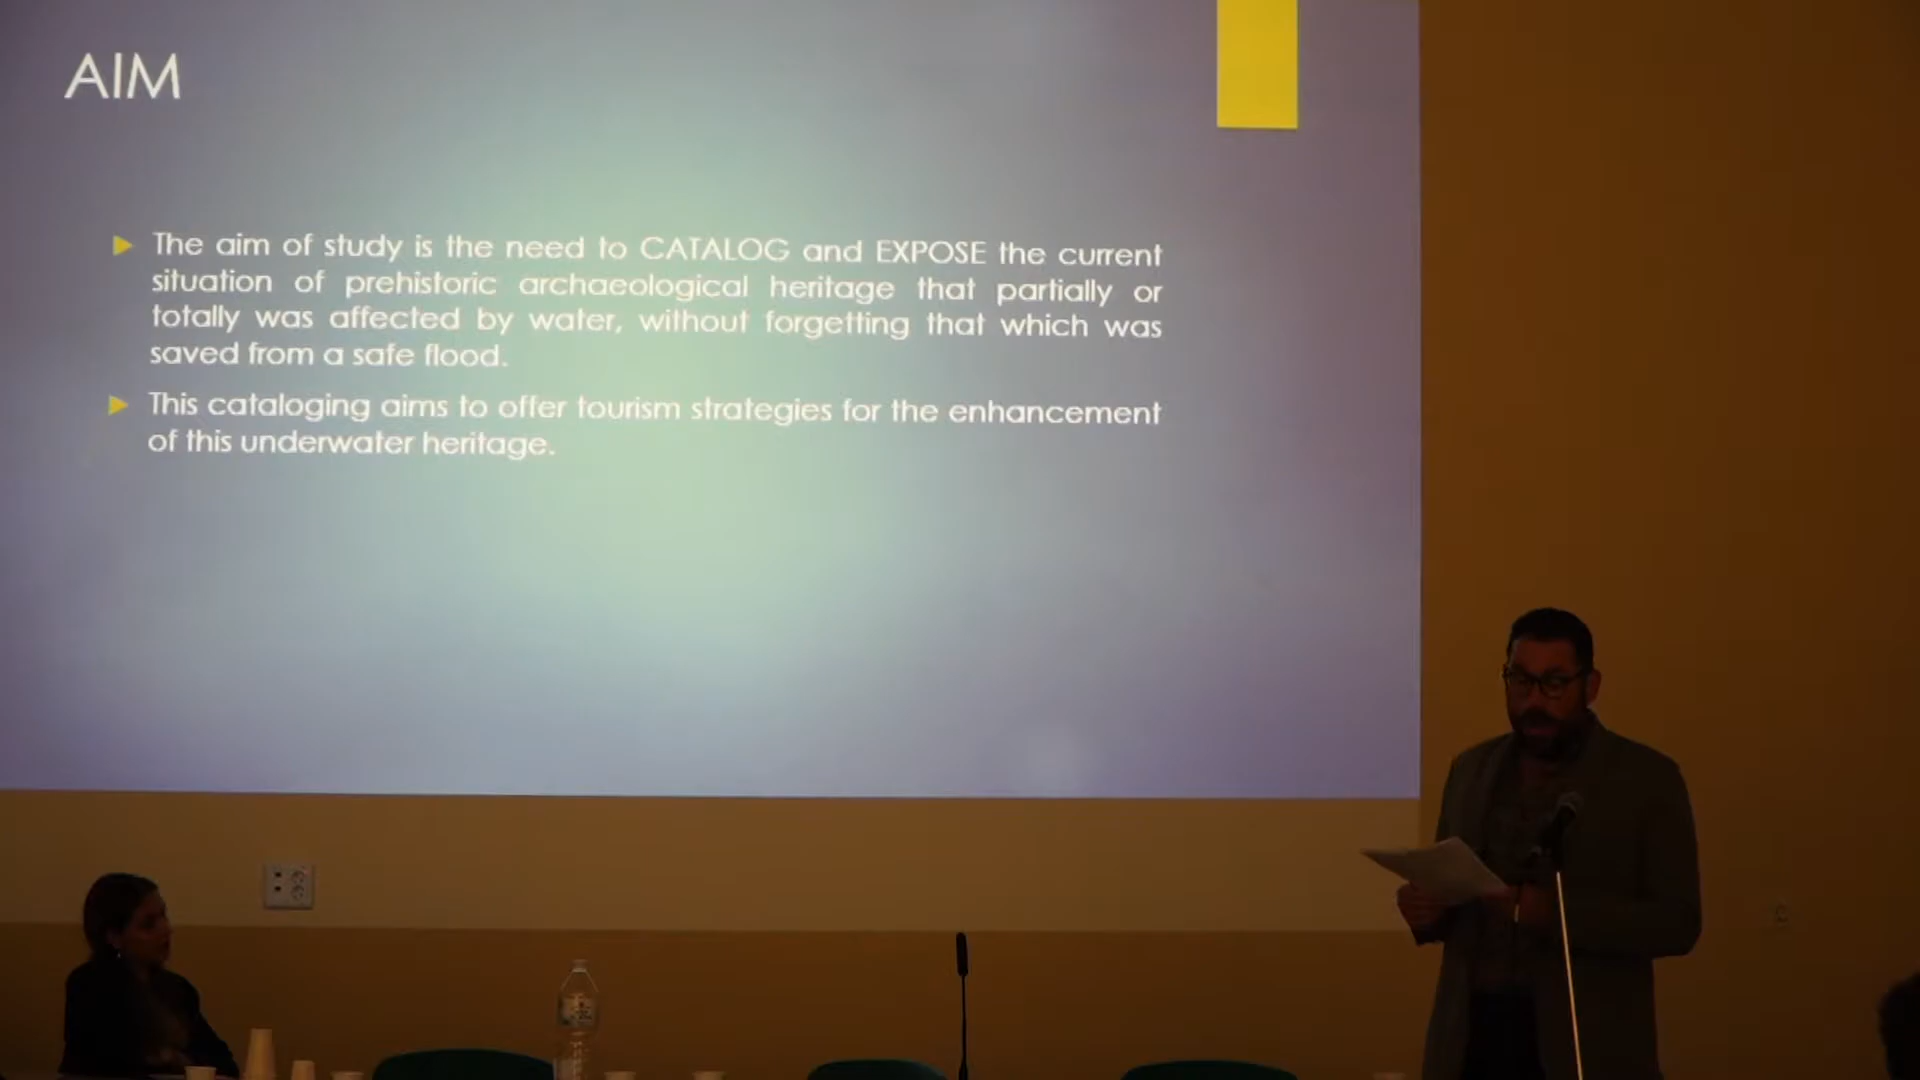 AIM
The aim of study is the need to CATALOG and EXPOSE the current
situation of prehistoric archaeological heritage that partially or
totally was affected by water, without forgetting that which was
saved from a safe flood.
This cataloging aims to offer tourism strategies for the enhancement
of this underwater heritage.